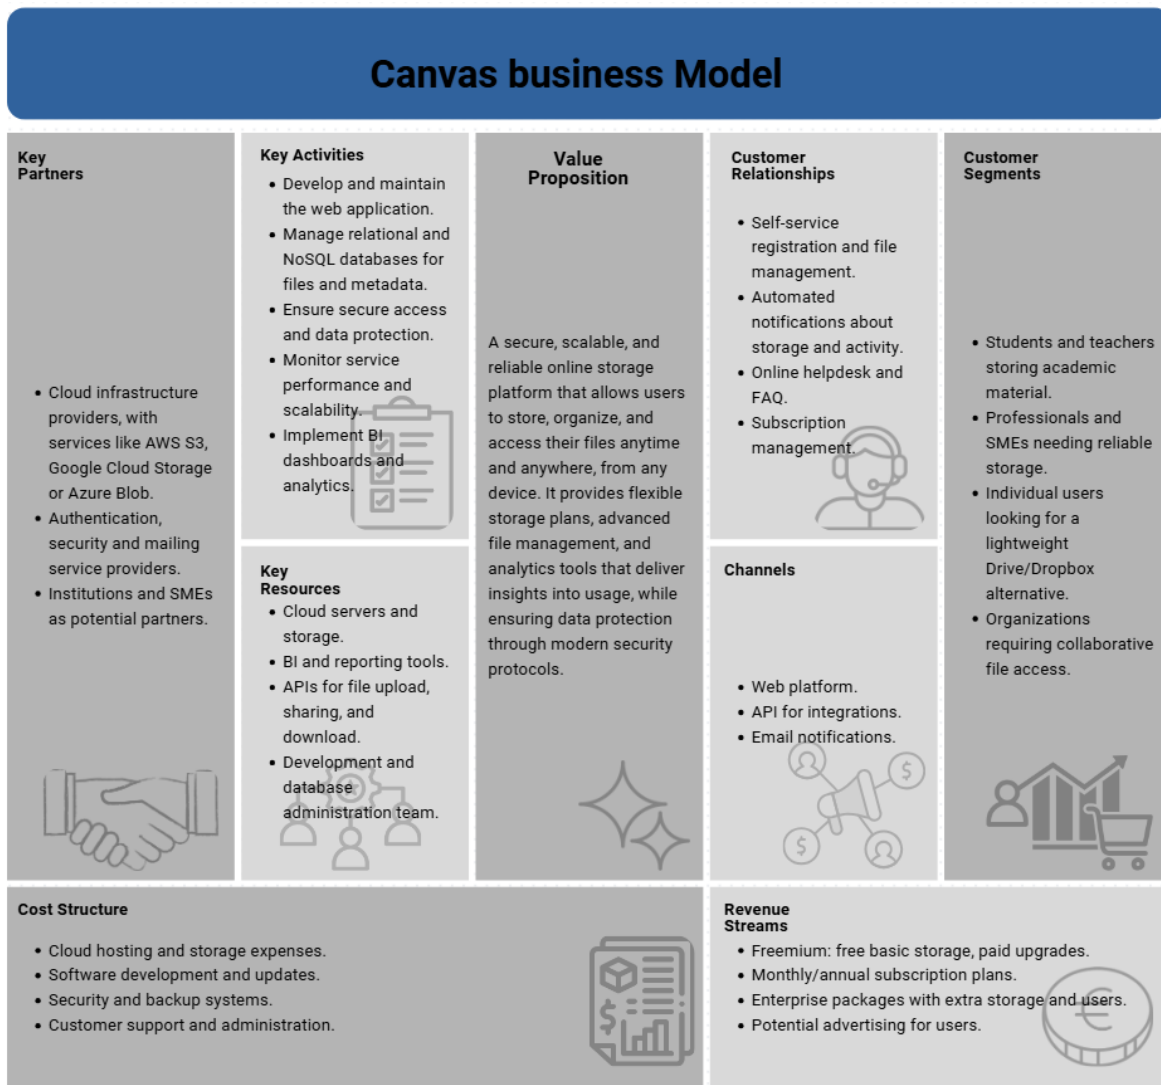 Canvas business Model
Key
Partners
• Cloud infrastructure
providers, with
services like AWS S3,
Google Cloud Storage
or Azure Blob.
• Authentication,
security and mailing
service providers.
• Institutions and SMEs
as potential partners.
Key Activities
• Develop and maintain
the web application.
• Manage relational and
NoSQL databases for
files and metadata.
• Ensure secure access
and data protection.
• Monitor service
performance and
scalability.
• Implement BI
dashboards and
analytics.
Key
Resources
• Cloud servers and
storage.
• BI and reporting tools.
• APIs for file upload,
sharing, and
download.
• Development and
database
administration team.
Value
Proposition
A secure, scalable, and
reliable online storage
platform that allows users
to store, organize, and
access their files anytime
and anywhere, from any
device. It provides flexible
storage plans, advanced
file management, and
analytics tools that deliver
insights into usage, while
ensuring data protection
through modern security
protocols.
Customer
Relationships
• Self-service
registration and file
management.
• Automated
notifications about
storage and activity.
• Online helpdesk and
FAQ.
• Subscription
management.
Channels
• Web platform.
• API for integrations.
• Email notifications.
$
$
Customer
Segments
• Students and teachers
storing academic
material.
• Professionals and
SMEs needing reliable
storage.
• Individual users
looking for a
lightweight
Drive/Dropbox
alternative.
• Organizations
requiring collaborative
file access.
Cost Structure
• Cloud hosting and storage expenses.
• Software development and updates.
• Security and backup systems.
• Customer support and administration.
$
Revenue
Streams
• Freemium: free basic storage, paid upgrades.
• Monthly/annual subscription plans.
• Enterprise packages with extra storage and users.
• Potential advertising for users.
€